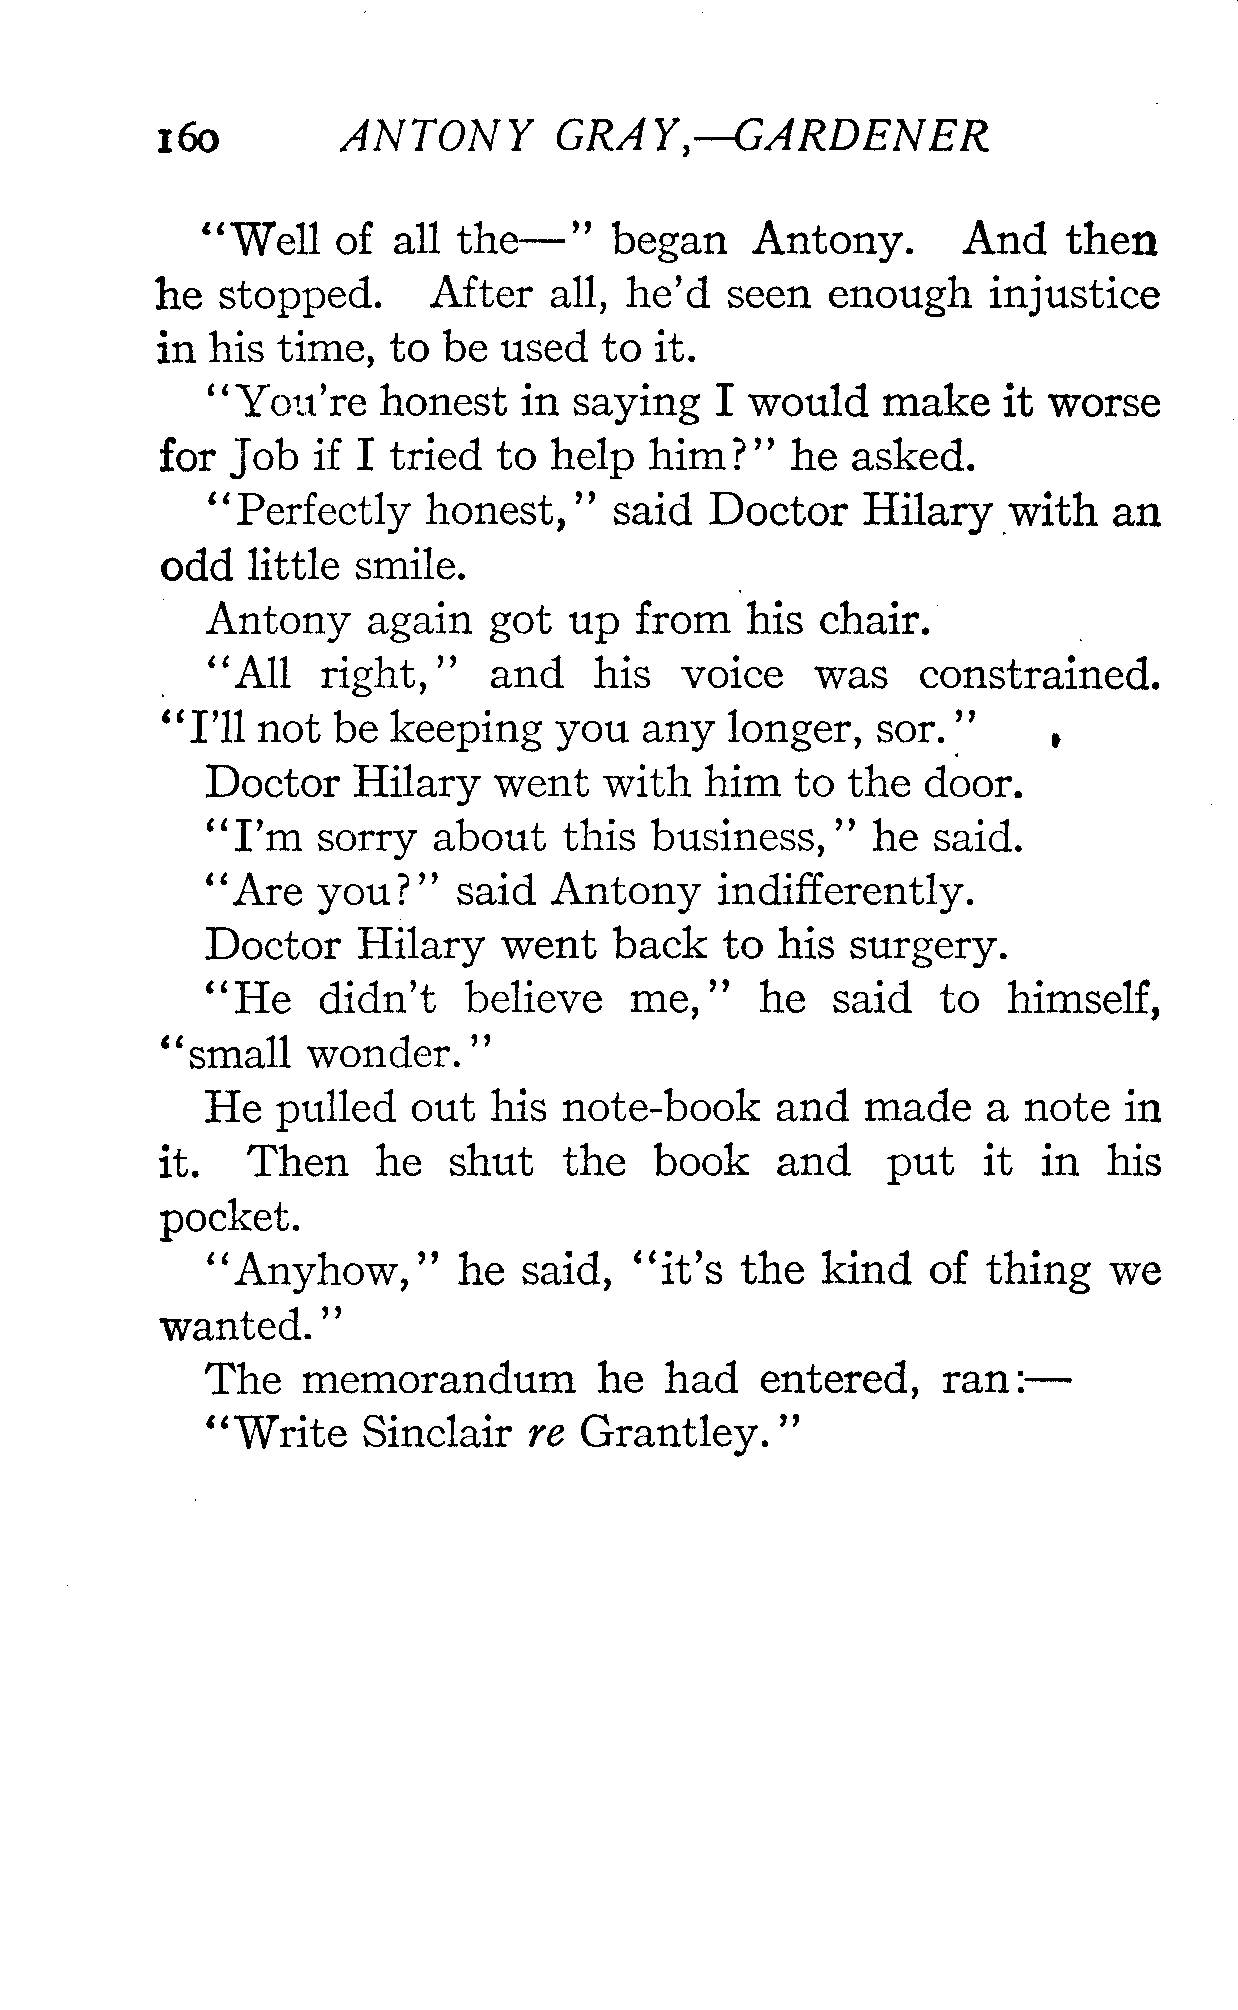 160 ANTONY GRAY,—GARDENER
"Well of all the—" began Antony. And then
he stopped. After all, he'd seen enough injustice
in his time, to be used to it.
"You're honest in saying I would make it worse
for Job if I tried to help him?" he asked.
"Perfectly honest," said Doctor Hilary with an
odd little smile.
Antony again got up from his chair.
"All right," and his voice was constrained.
"I'll not be keeping you any longer, sor."
Doctor Hilary went with him to the door.
"I'm sorry about this business," he said.
"Are you?" said Antony indifferently.
Doctor Hilary went back to his surgery.
"He didn't believe me," he said to himself,
"small wonder."
He pulled out his note-book and made a note in
it. Then he shut the book and put it in his
pocket.
"Anyhow," he said, "it's the kind of thing we
wanted."
The memorandum he had entered, ran:—
"Write Sinclair re Grantley."